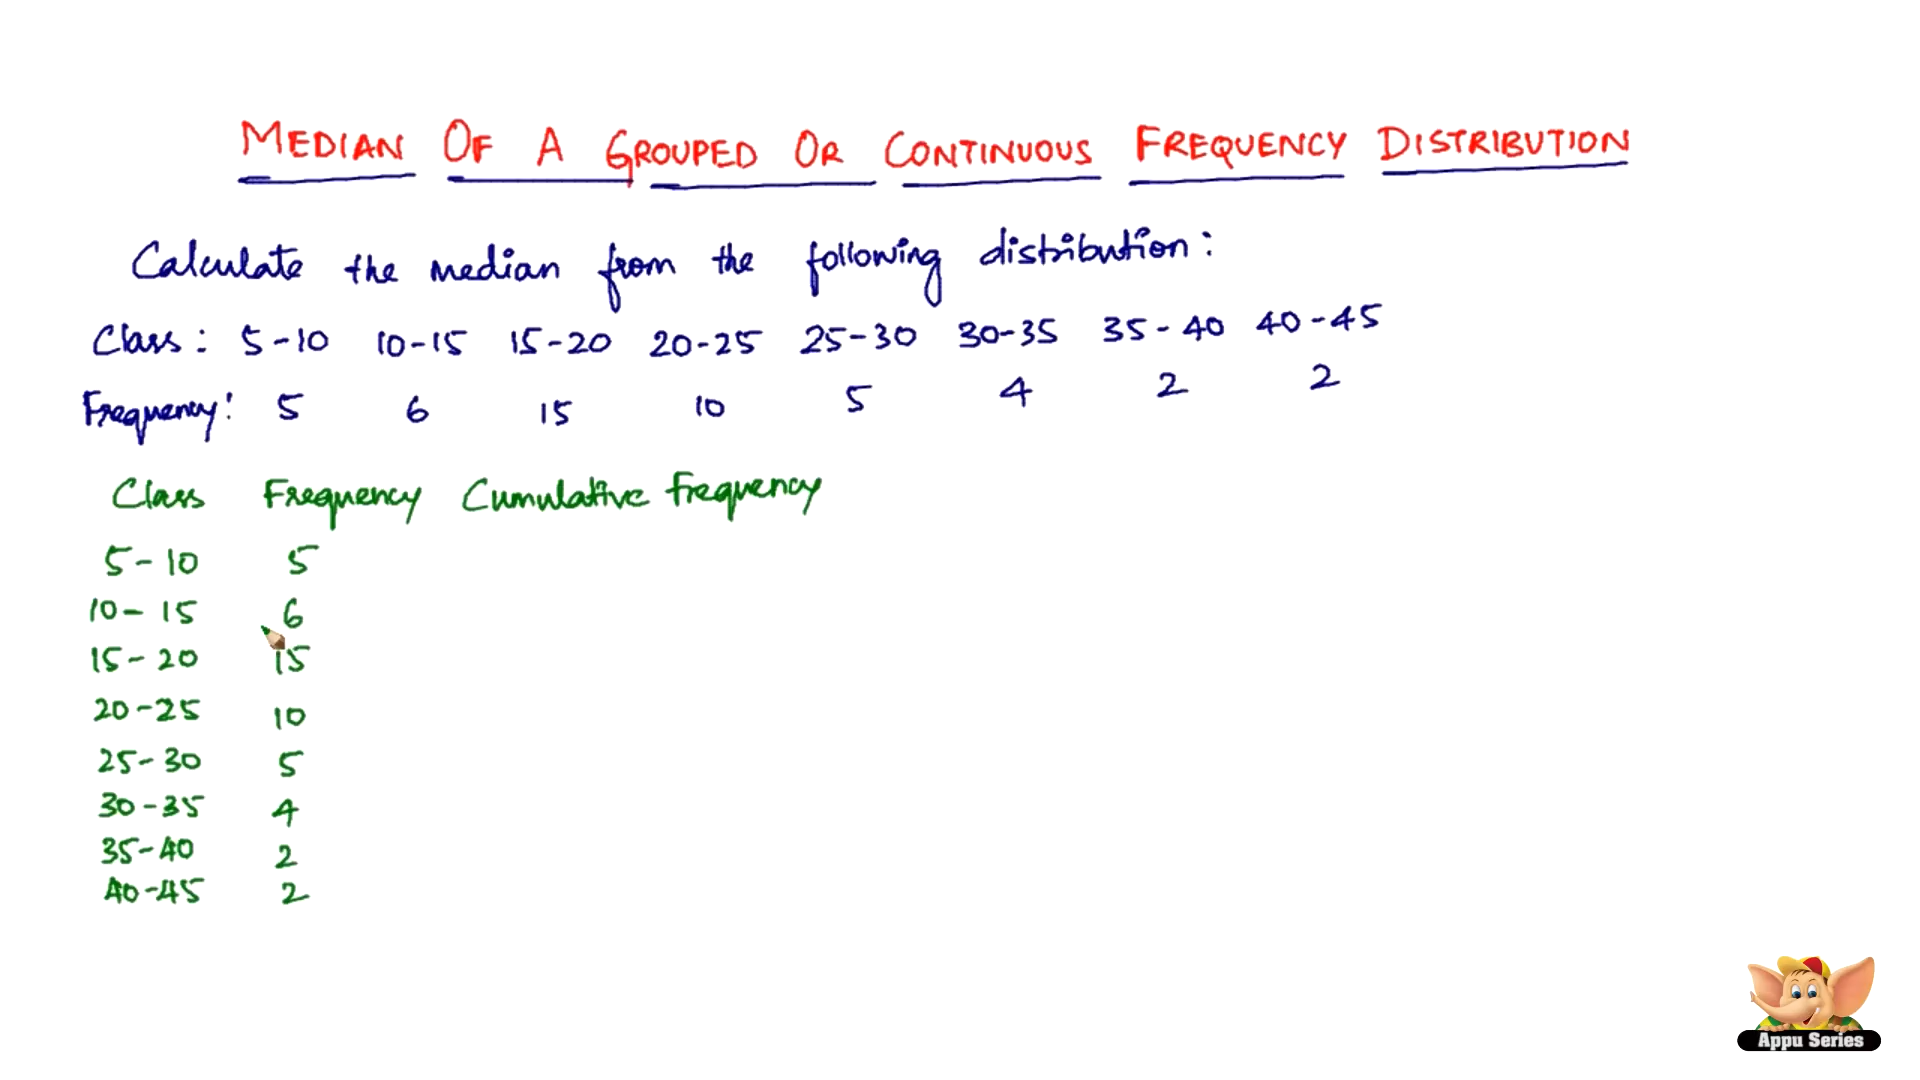 MEDIAN OF A GROUPED OR CONTINUOUS FREQUENCY DISTRIBUTION
Calculate the median from the following distribution:
Class: 5-10 10-15 15-20 20-25 25-30 30-35 35-40 40-45
Frequency: 5 6 15 10 5 4 2 2
Class Frequency Cumulative frequency
5-10 5
10-15 6
15-20 15
20-25 10
25-30 5
30-35 4
35-40 2
40-45 2
Appu Series